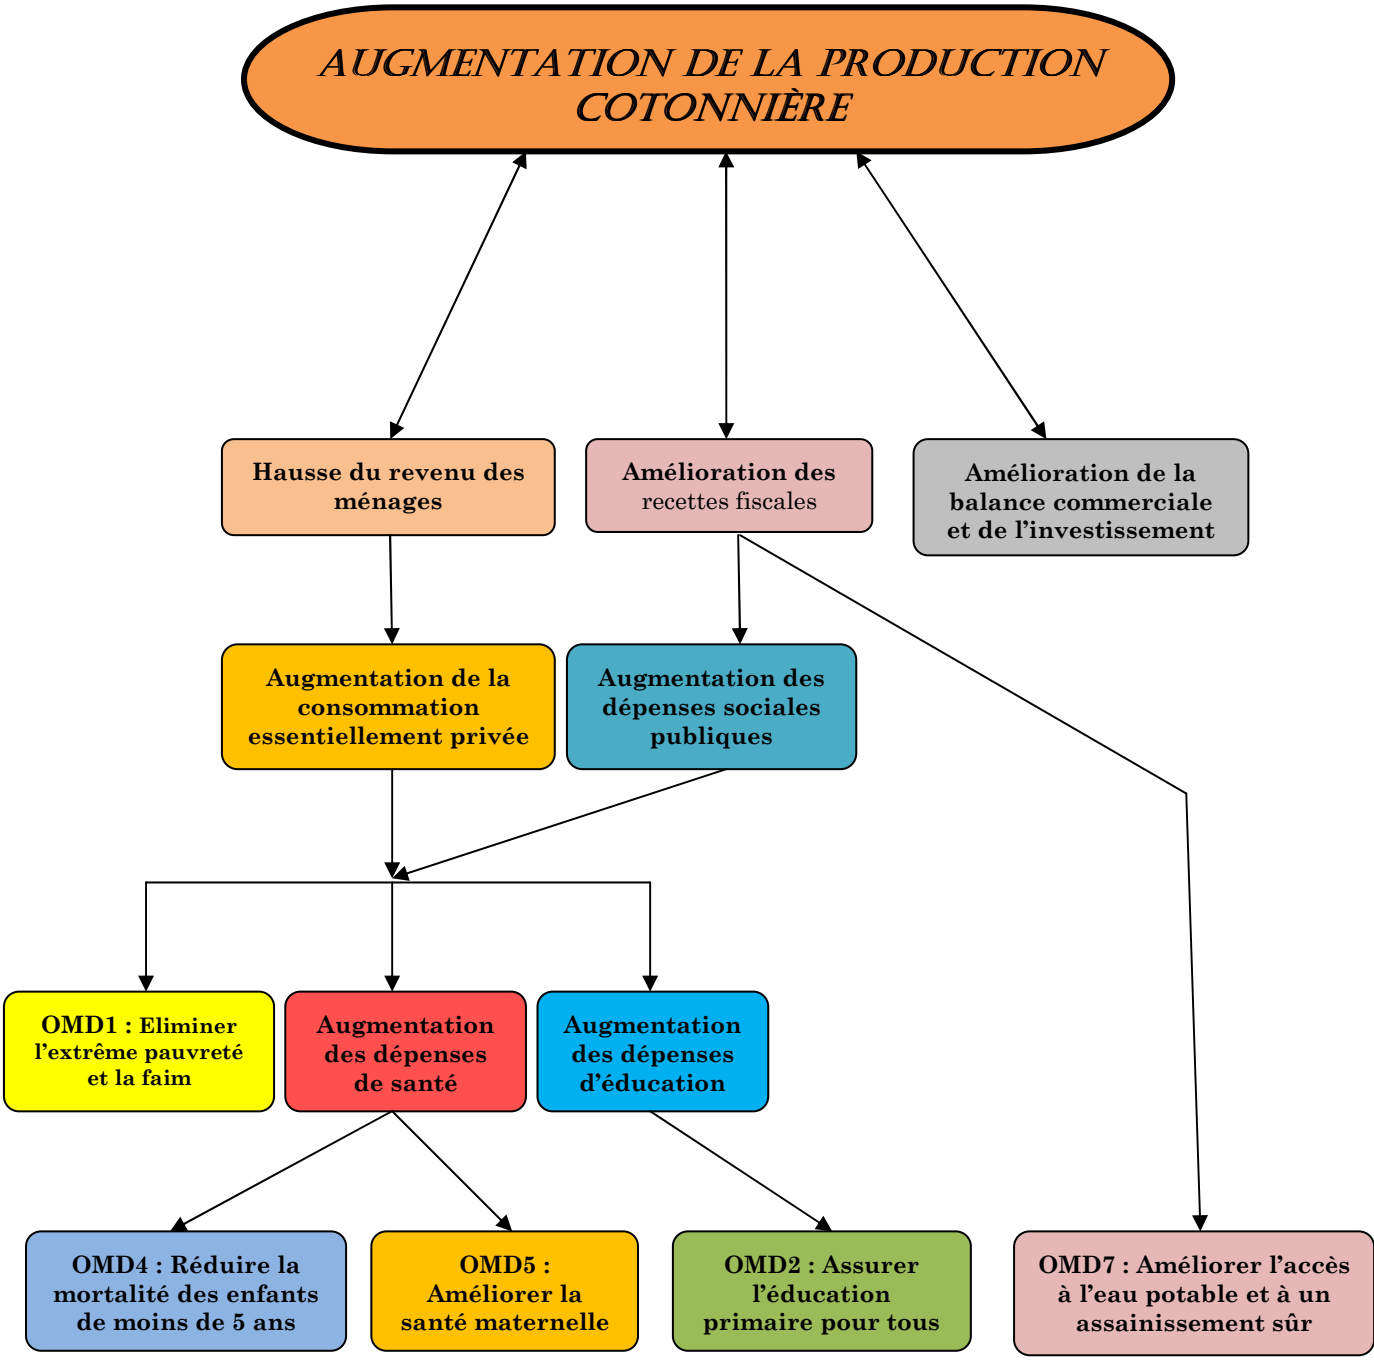 AUGMENTATION DE LA PRODUCTION
COTONNIÈRE
Hausse du revenu des
ménages
Amélioration des
recettes fiscales
Amélioration de la
balance commerciale
et de l’investissement
Augmentation de la
consommation
essentiellement privée
Augmentation des
dépenses sociales
publiques
OMD1 : Eliminer
l’extrême pauvreté
et la faim
Augmentation
des dépenses
de santé
Augmentation
des dépenses
d’éducation
OMD4 : Réduire la
mortalité des enfants
de moins de 5 ans
OMD5 :
Améliorer la
santé maternelle
OMD2 : Assurer
l’éducation
primaire pour tous
OMD7 : Améliorer l’accès
à l’eau potable et à un
assainissement sûr